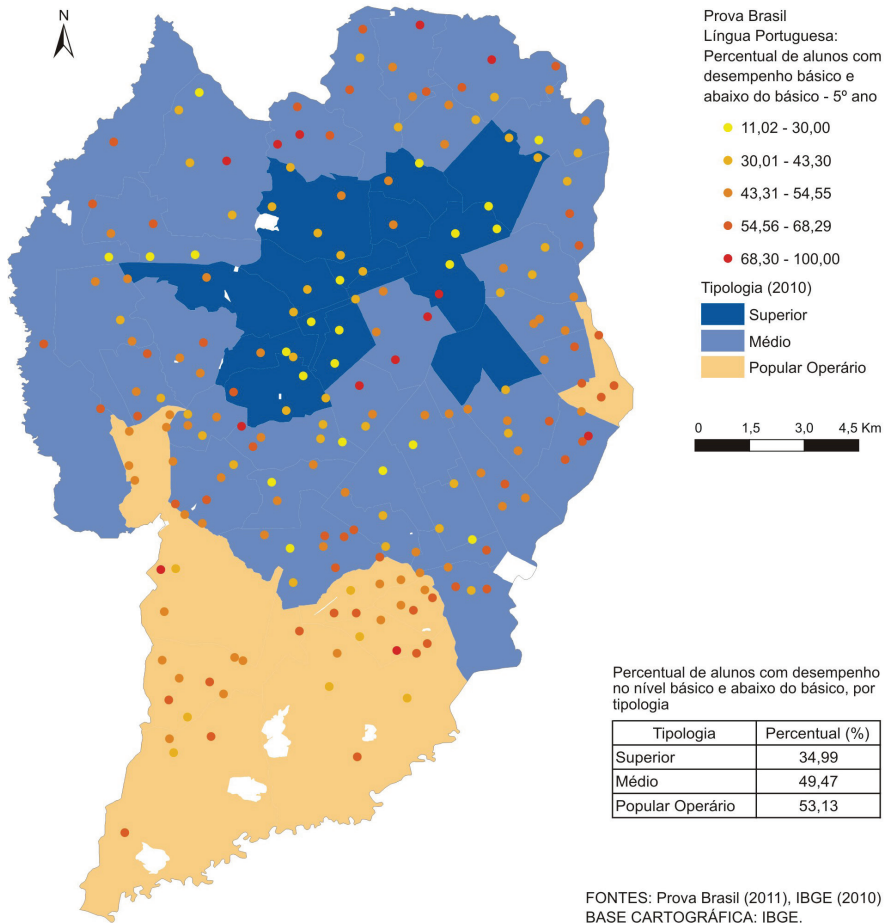 N
Prova Brasil
Língua Portuguesa:
Percentual de alunos com
desempenho básico e
abaixo do básico - 5º ano
11,02 - 30,00
30,01 - 43,30
43,31 - 54,55
54,56 - 68,29
68,30 - 100,00
Tipologia (2010)
Superior
Médio
Popular Operário
0 1,5 3,0 4,5 Km
Percentual de alunos com desempenho
no nível básico e abaixo do básico, por
tipologia
Tipologia Percentual (%)
Superior 34,99
Médio 49,47
Popular Operário 53,13
FONTES: Prova Brasil (2011), IBGE (2010)
BASE CARTOGRÁFICA: IBGE.